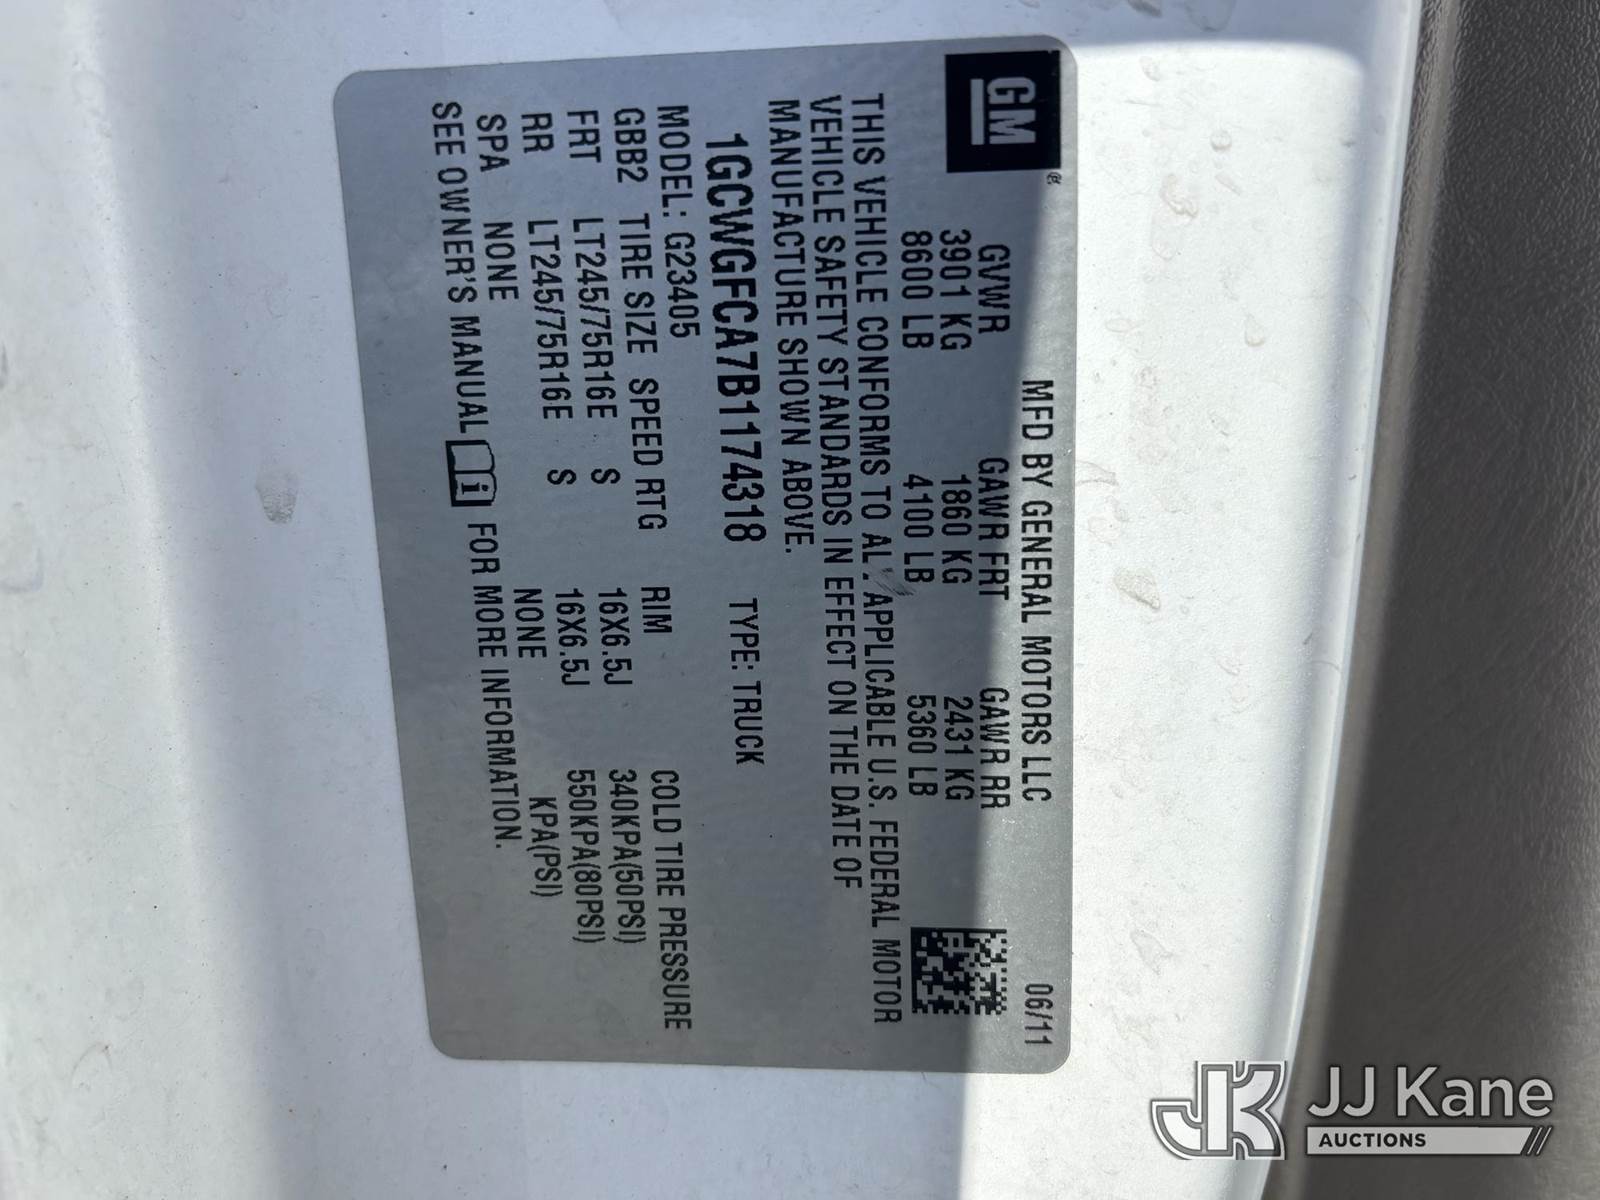 GM®
MFD BY GENERAL MOTORS LLC 06/11
GVWR GAWR FRT GAWR RR
3901 KG 1860 KG 2431 KG
8600 LB 4100 LB 5360 LB
THIS VEHICLE CONFORMS TO ALL APPLICABLE U.S. FEDERAL MOTOR
VEHICLE SAFETY STANDARDS IN EFFECT ON THE DATE OF
MANUFACTURE SHOWN ABOVE.
1GCWGFCA7B1174318 TYPE: TRUCK
MODEL: G23405
GBB2 TIRE SIZE SPEED RTG RIM COLD TIRE PRESSURE
FRT LT245/75R16E S 16X6.5J 340KPA(50PSI)
RR LT245/75R16E S 16X6.5J 550KPA(80PSI)
SPA NONE NONE KPA(PSI)
SEE OWNER'S MANUAL i FOR MORE INFORMATION.
JK JJ Kane
AUCTIONS